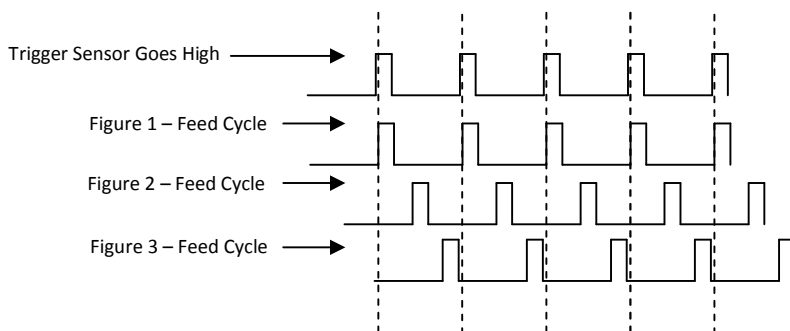 Trigger Sensor Goes High
Figure 1 – Feed Cycle
Figure 2 – Feed Cycle
Figure 3 – Feed Cycle